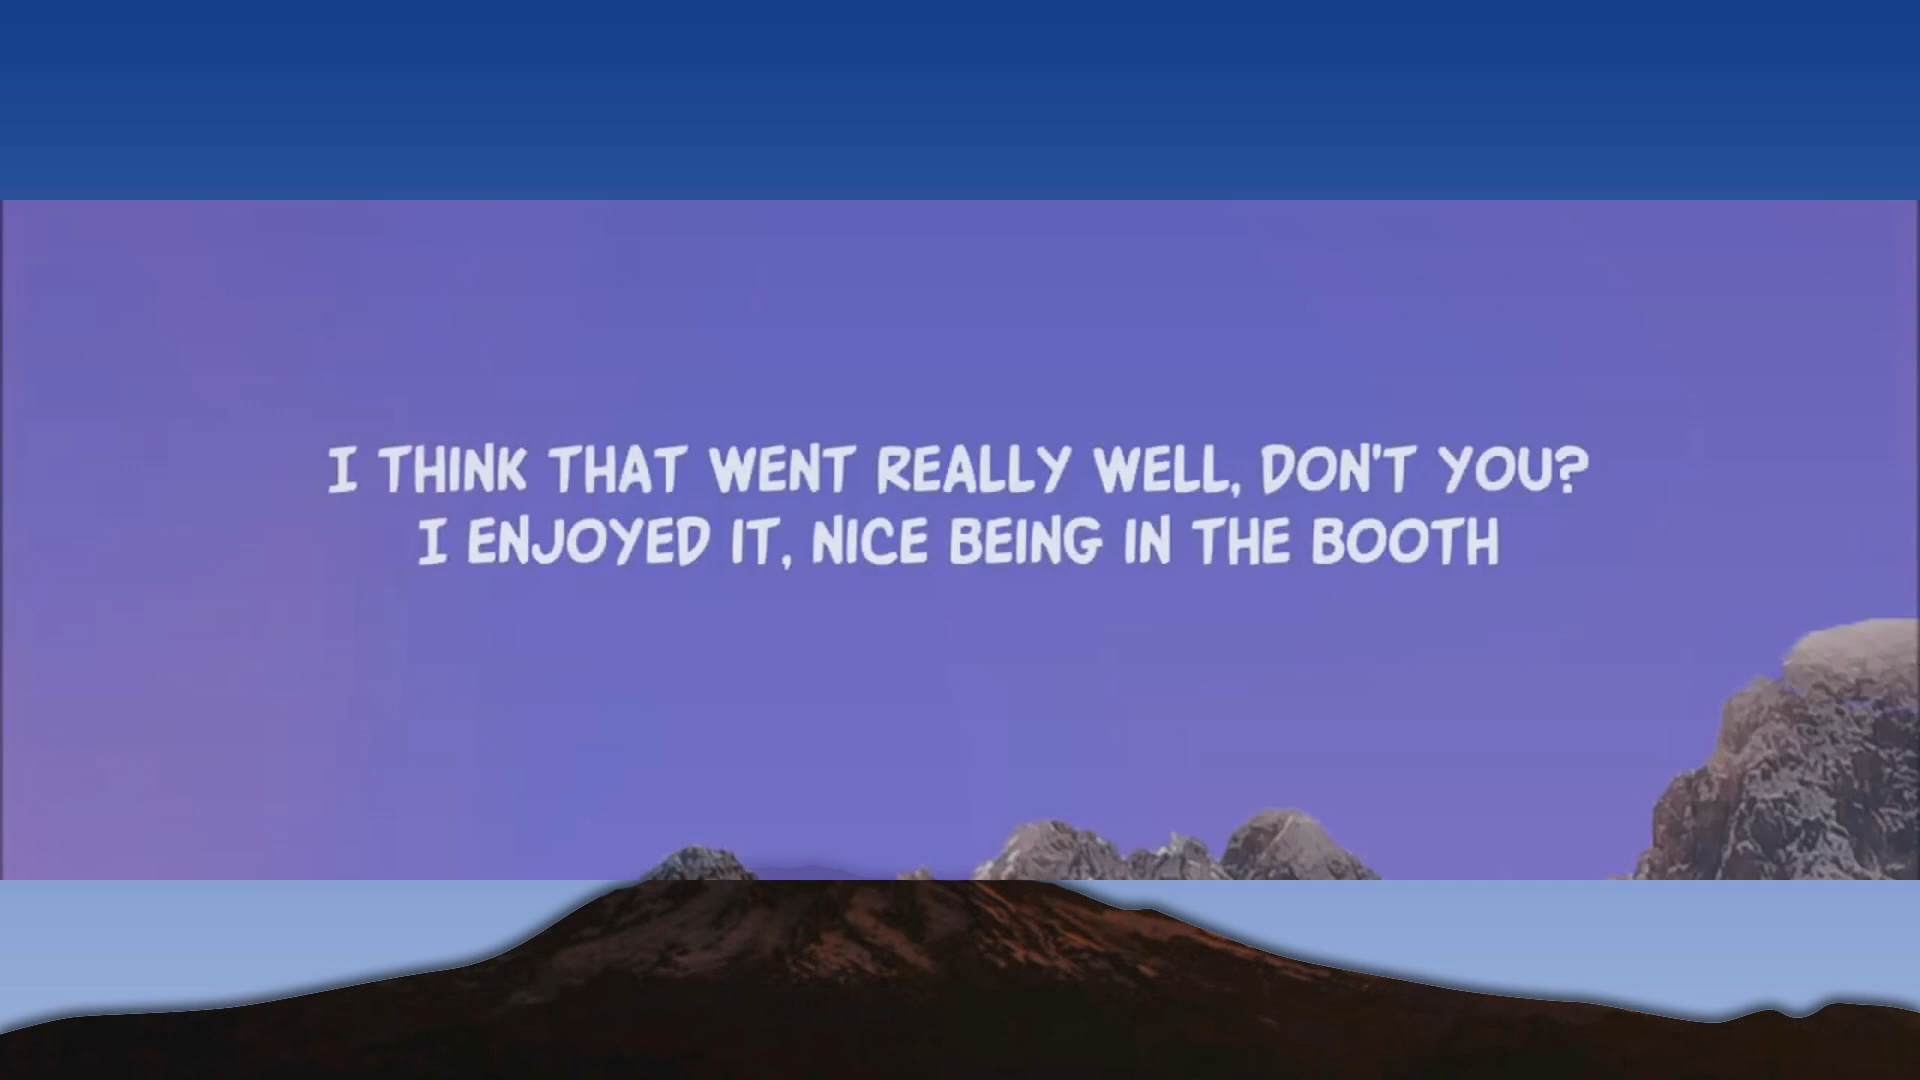 I THINK THAT WENT REALLY WELL, DON'T YOU?
I ENJOYED IT, NICE BEING IN THE BOOTH